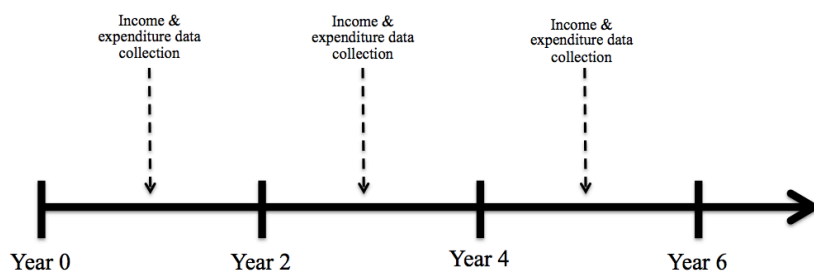 Income &
expenditure data
collection
Income &
expenditure data
collection
Income &
expenditure data
collection
Year 0
Year 2
Year 4
Year 6